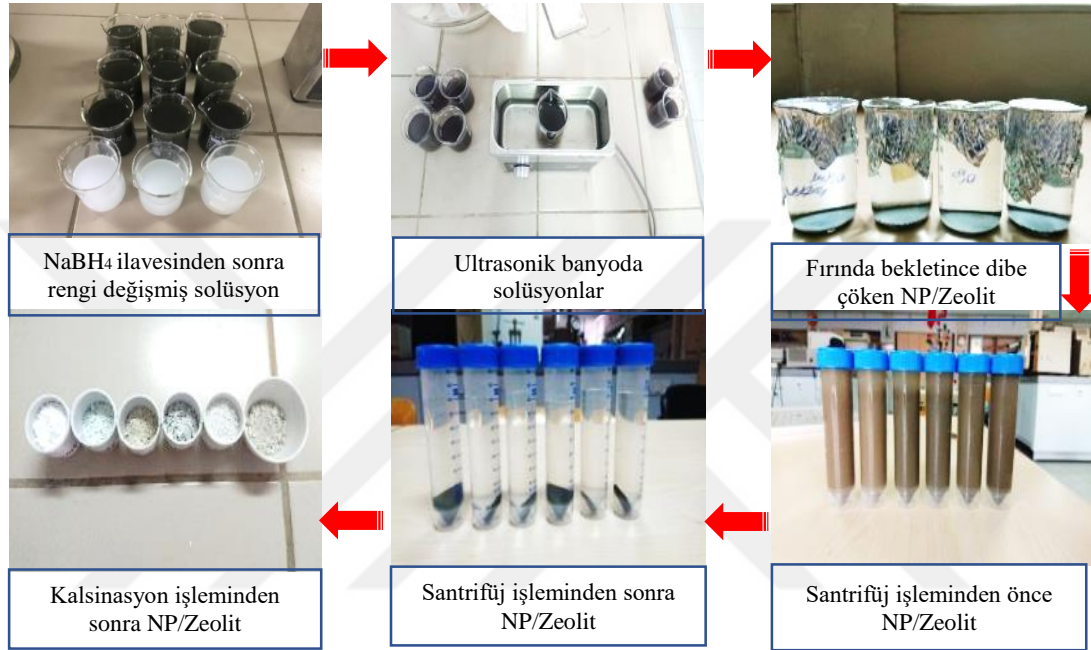 NaBH4 ilavesinden sonra
rengi değişmiş solüsyon
Ultrasonik banyoda
solüsyonlar
Fırında bekletince dibe
çöken NP/Zeolit
Kalsinasyon işleminden
sonra NP/Zeolit
Santrifüj işleminden sonra
NP/Zeolit
Santrifüj işleminden önce
NP/Zeolit